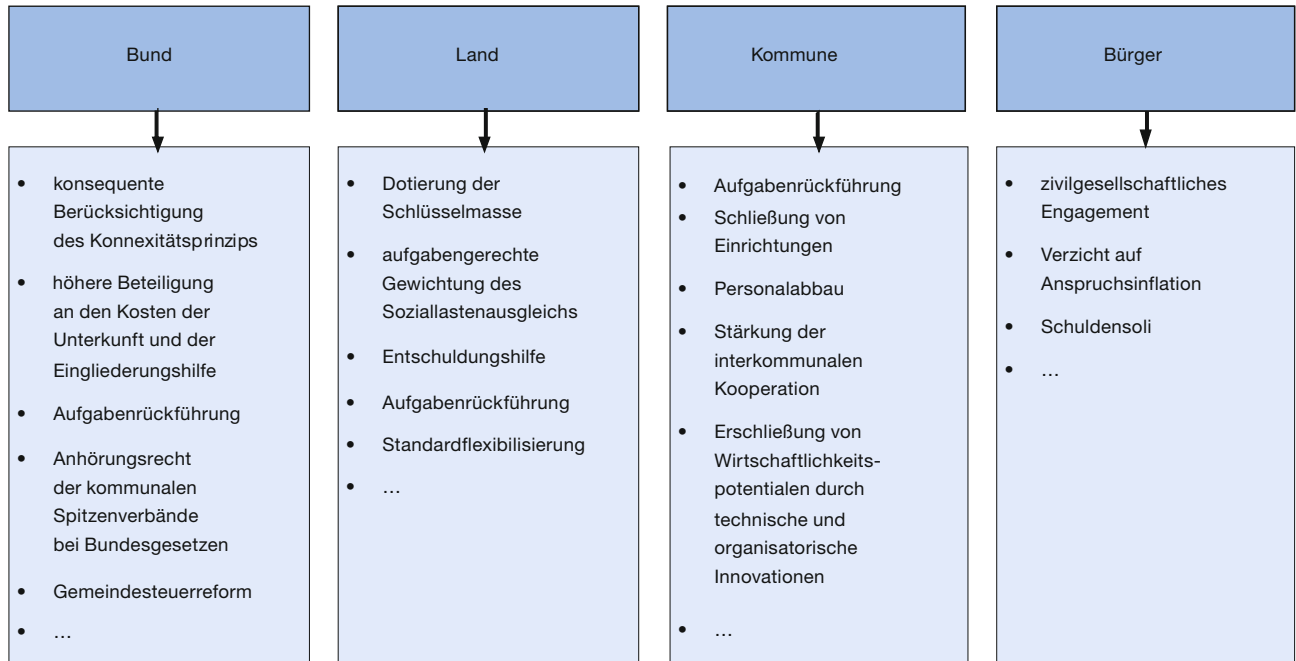 Bund
• konsequente
Berücksichtigung
des Konnexitätsprinzips
• höhere Beteiligung
an den Kosten der
Unterkunft und der
Eingliederungshilfe
• Aufgabenrückführung
• Anhörungsrecht
der kommunalen
Spitzenverbände
bei Bundesgesetzen
• Gemeindesteuerreform
• …
Land
• Dotierung der
Schlüsselmasse
• aufgabengerechte
Gewichtung des
Soziallastenausgleichs
• Entschuldungshilfe
• Aufgabenrückführung
• Standardflexibilisierung
• …
Kommune
• Aufgabenrückführung
• Schließung von
Einrichtungen
• Personalabbau
• Stärkung der
interkommunalen
Kooperation
• Erschließung von
Wirtschaftlichkeits-
potentialen durch
technische und
organisatorische
Innovationen
• …
Bürger
• zivilgesellschaftliches
Engagement
• Verzicht auf
Anspruchsinflation
• Schuldensoli
• …